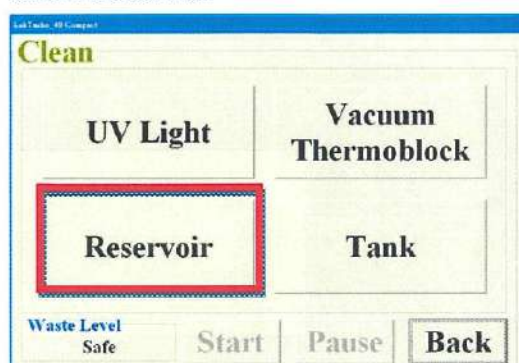 Clean
UV Light
Vacuum
Thermoblock
Reservoir
Tank
Waste Level
Safe
Start
Pause
Back